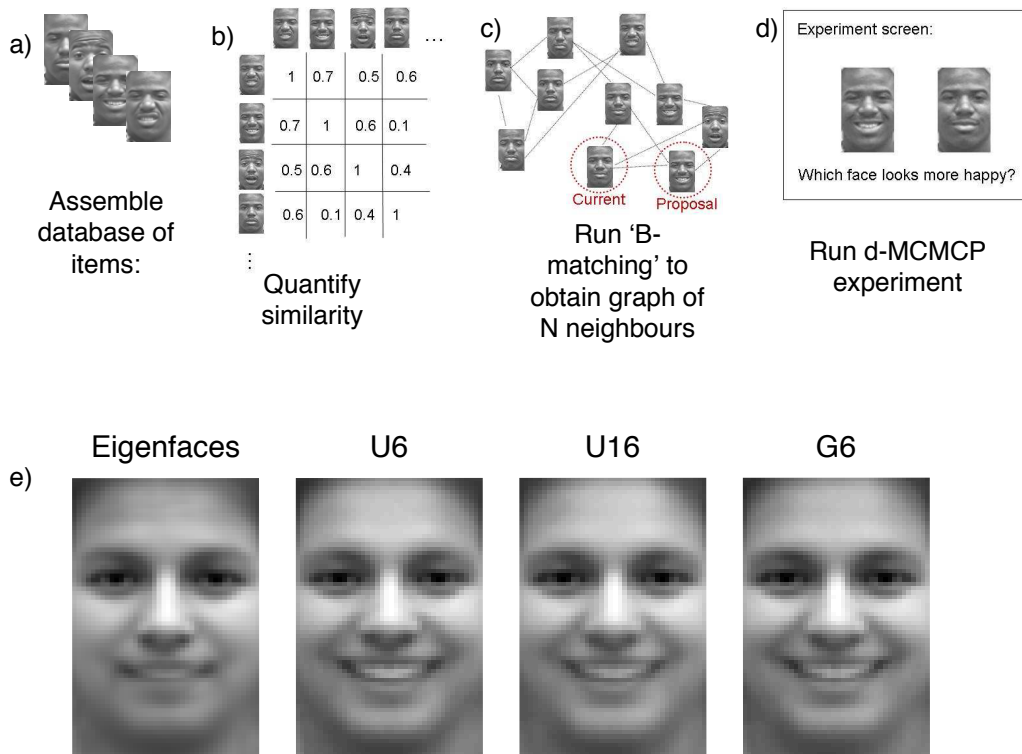 a)
Assemble
database of
items:
b)
…
1 0.7 0.5 0.6
0.7 1 0.6 0.1
0.5 0.6 1 0.4
0.6 0.1 0.4 1
⋮
Quantify
similarity
c)
Current
Proposal
Run ‘B-
matching’ to
obtain graph of
N neighbours
d)
Experiment screen:
Which face looks more happy?
Run d-MCMCP
experiment
e)
Eigenfaces U6 U16 G6